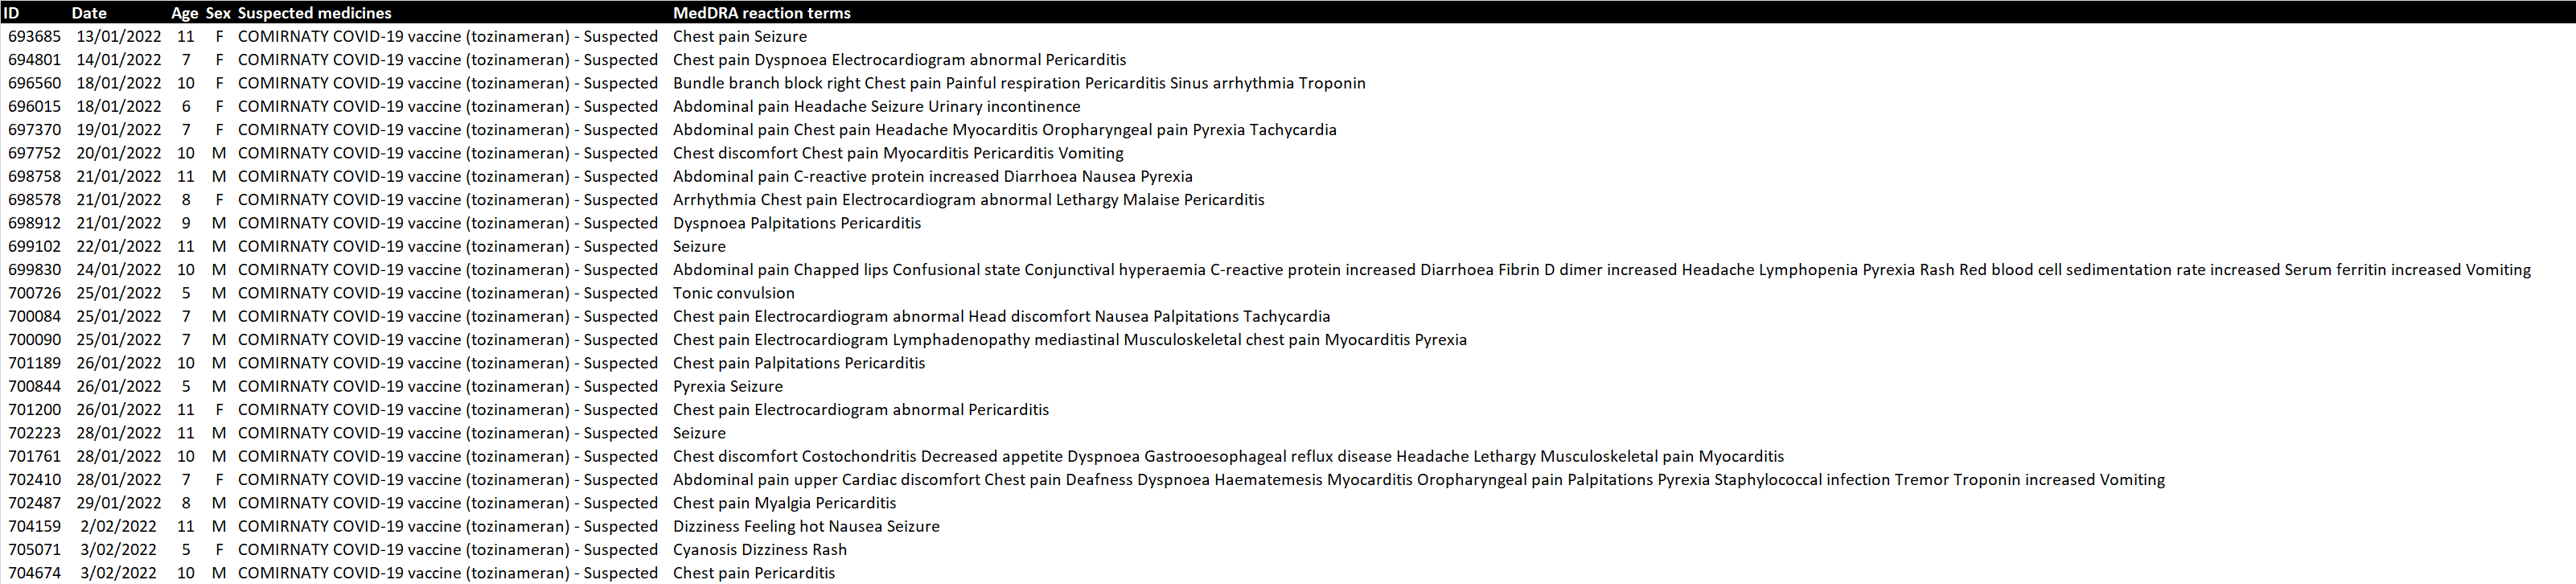 ID Date Age Sex Suspected medicines MedDRA reaction terms
693685 13/01/2022 11 F COMIRNATY COVID-19 vaccine (tozinameran) - Suspected Chest pain Seizure
694801 14/01/2022 7 F COMIRNATY COVID-19 vaccine (tozinameran) - Suspected Chest pain Dyspnoea Electrocardiogram abnormal Pericarditis
696560 18/01/2022 10 F COMIRNATY COVID-19 vaccine (tozinameran) - Suspected Bundle branch block right Chest pain Painful respiration Pericarditis Sinus arrhythmia Troponin
696015 18/01/2022 6 F COMIRNATY COVID-19 vaccine (tozinameran) - Suspected Abdominal pain Headache Seizure Urinary incontinence
697370 19/01/2022 7 F COMIRNATY COVID-19 vaccine (tozinameran) - Suspected Abdominal pain Chest pain Headache Myocarditis Oropharyngeal pain Pyrexia Tachycardia
697752 20/01/2022 10 M COMIRNATY COVID-19 vaccine (tozinameran) - Suspected Chest discomfort Chest pain Myocarditis Pericarditis Vomiting
698758 21/01/2022 11 M COMIRNATY COVID-19 vaccine (tozinameran) - Suspected Abdominal pain C-reactive protein increased Diarrhoea Nausea Pyrexia
698578 21/01/2022 8 F COMIRNATY COVID-19 vaccine (tozinameran) - Suspected Arrhythmia Chest pain Electrocardiogram abnormal Lethargy Malaise Pericarditis
698912 21/01/2022 9 M COMIRNATY COVID-19 vaccine (tozinameran) - Suspected Dyspnoea Palpitations Pericarditis
699102 22/01/2022 11 M COMIRNATY COVID-19 vaccine (tozinameran) - Suspected Seizure
699830 24/01/2022 10 M COMIRNATY COVID-19 vaccine (tozinameran) - Suspected Abdominal pain Chapped lips Confusional state Conjunctival hyperaemia C-reactive protein increased Diarrhoea Fibrin D dimer increased Headache Lymphopenia Pyrexia Rash Red blood cell sedimentation rate increased Serum ferritin increased Vomiting
700726 25/01/2022 5 M COMIRNATY COVID-19 vaccine (tozinameran) - Suspected Tonic convulsion
700084 25/01/2022 7 M COMIRNATY COVID-19 vaccine (tozinameran) - Suspected Chest pain Electrocardiogram abnormal Head discomfort Nausea Palpitations Tachycardia
700090 25/01/2022 7 M COMIRNATY COVID-19 vaccine (tozinameran) - Suspected Chest pain Electrocardiogram Lymphadenopathy mediastinal Musculoskeletal chest pain Myocarditis Pyrexia
701189 26/01/2022 10 M COMIRNATY COVID-19 vaccine (tozinameran) - Suspected Chest pain Palpitations Pericarditis
700844 26/01/2022 5 M COMIRNATY COVID-19 vaccine (tozinameran) - Suspected Pyrexia Seizure
701200 26/01/2022 11 F COMIRNATY COVID-19 vaccine (tozinameran) - Suspected Chest pain Electrocardiogram abnormal Pericarditis
702223 28/01/2022 11 M COMIRNATY COVID-19 vaccine (tozinameran) - Suspected Seizure
701761 28/01/2022 10 M COMIRNATY COVID-19 vaccine (tozinameran) - Suspected Chest discomfort Costochondritis Decreased appetite Dyspnoea Gastrooesophageal reflux disease Headache Lethargy Musculoskeletal pain Myocarditis
702410 28/01/2022 7 F COMIRNATY COVID-19 vaccine (tozinameran) - Suspected Abdominal pain upper Cardiac discomfort Chest pain Deafness Dyspnoea Haematemesis Myocarditis Oropharyngeal pain Palpitations Pyrexia Staphylococcal infection Tremor Troponin increased Vomiting
702487 29/01/2022 8 M COMIRNATY COVID-19 vaccine (tozinameran) - Suspected Chest pain Myalgia Pericarditis
704159 2/02/2022 11 M COMIRNATY COVID-19 vaccine (tozinameran) - Suspected Dizziness Feeling hot Nausea Seizure
705071 3/02/2022 5 F COMIRNATY COVID-19 vaccine (tozinameran) - Suspected Cyanosis Dizziness Rash
704674 3/02/2022 10 M COMIRNATY COVID-19 vaccine (tozinameran) - Suspected Chest pain Pericarditis